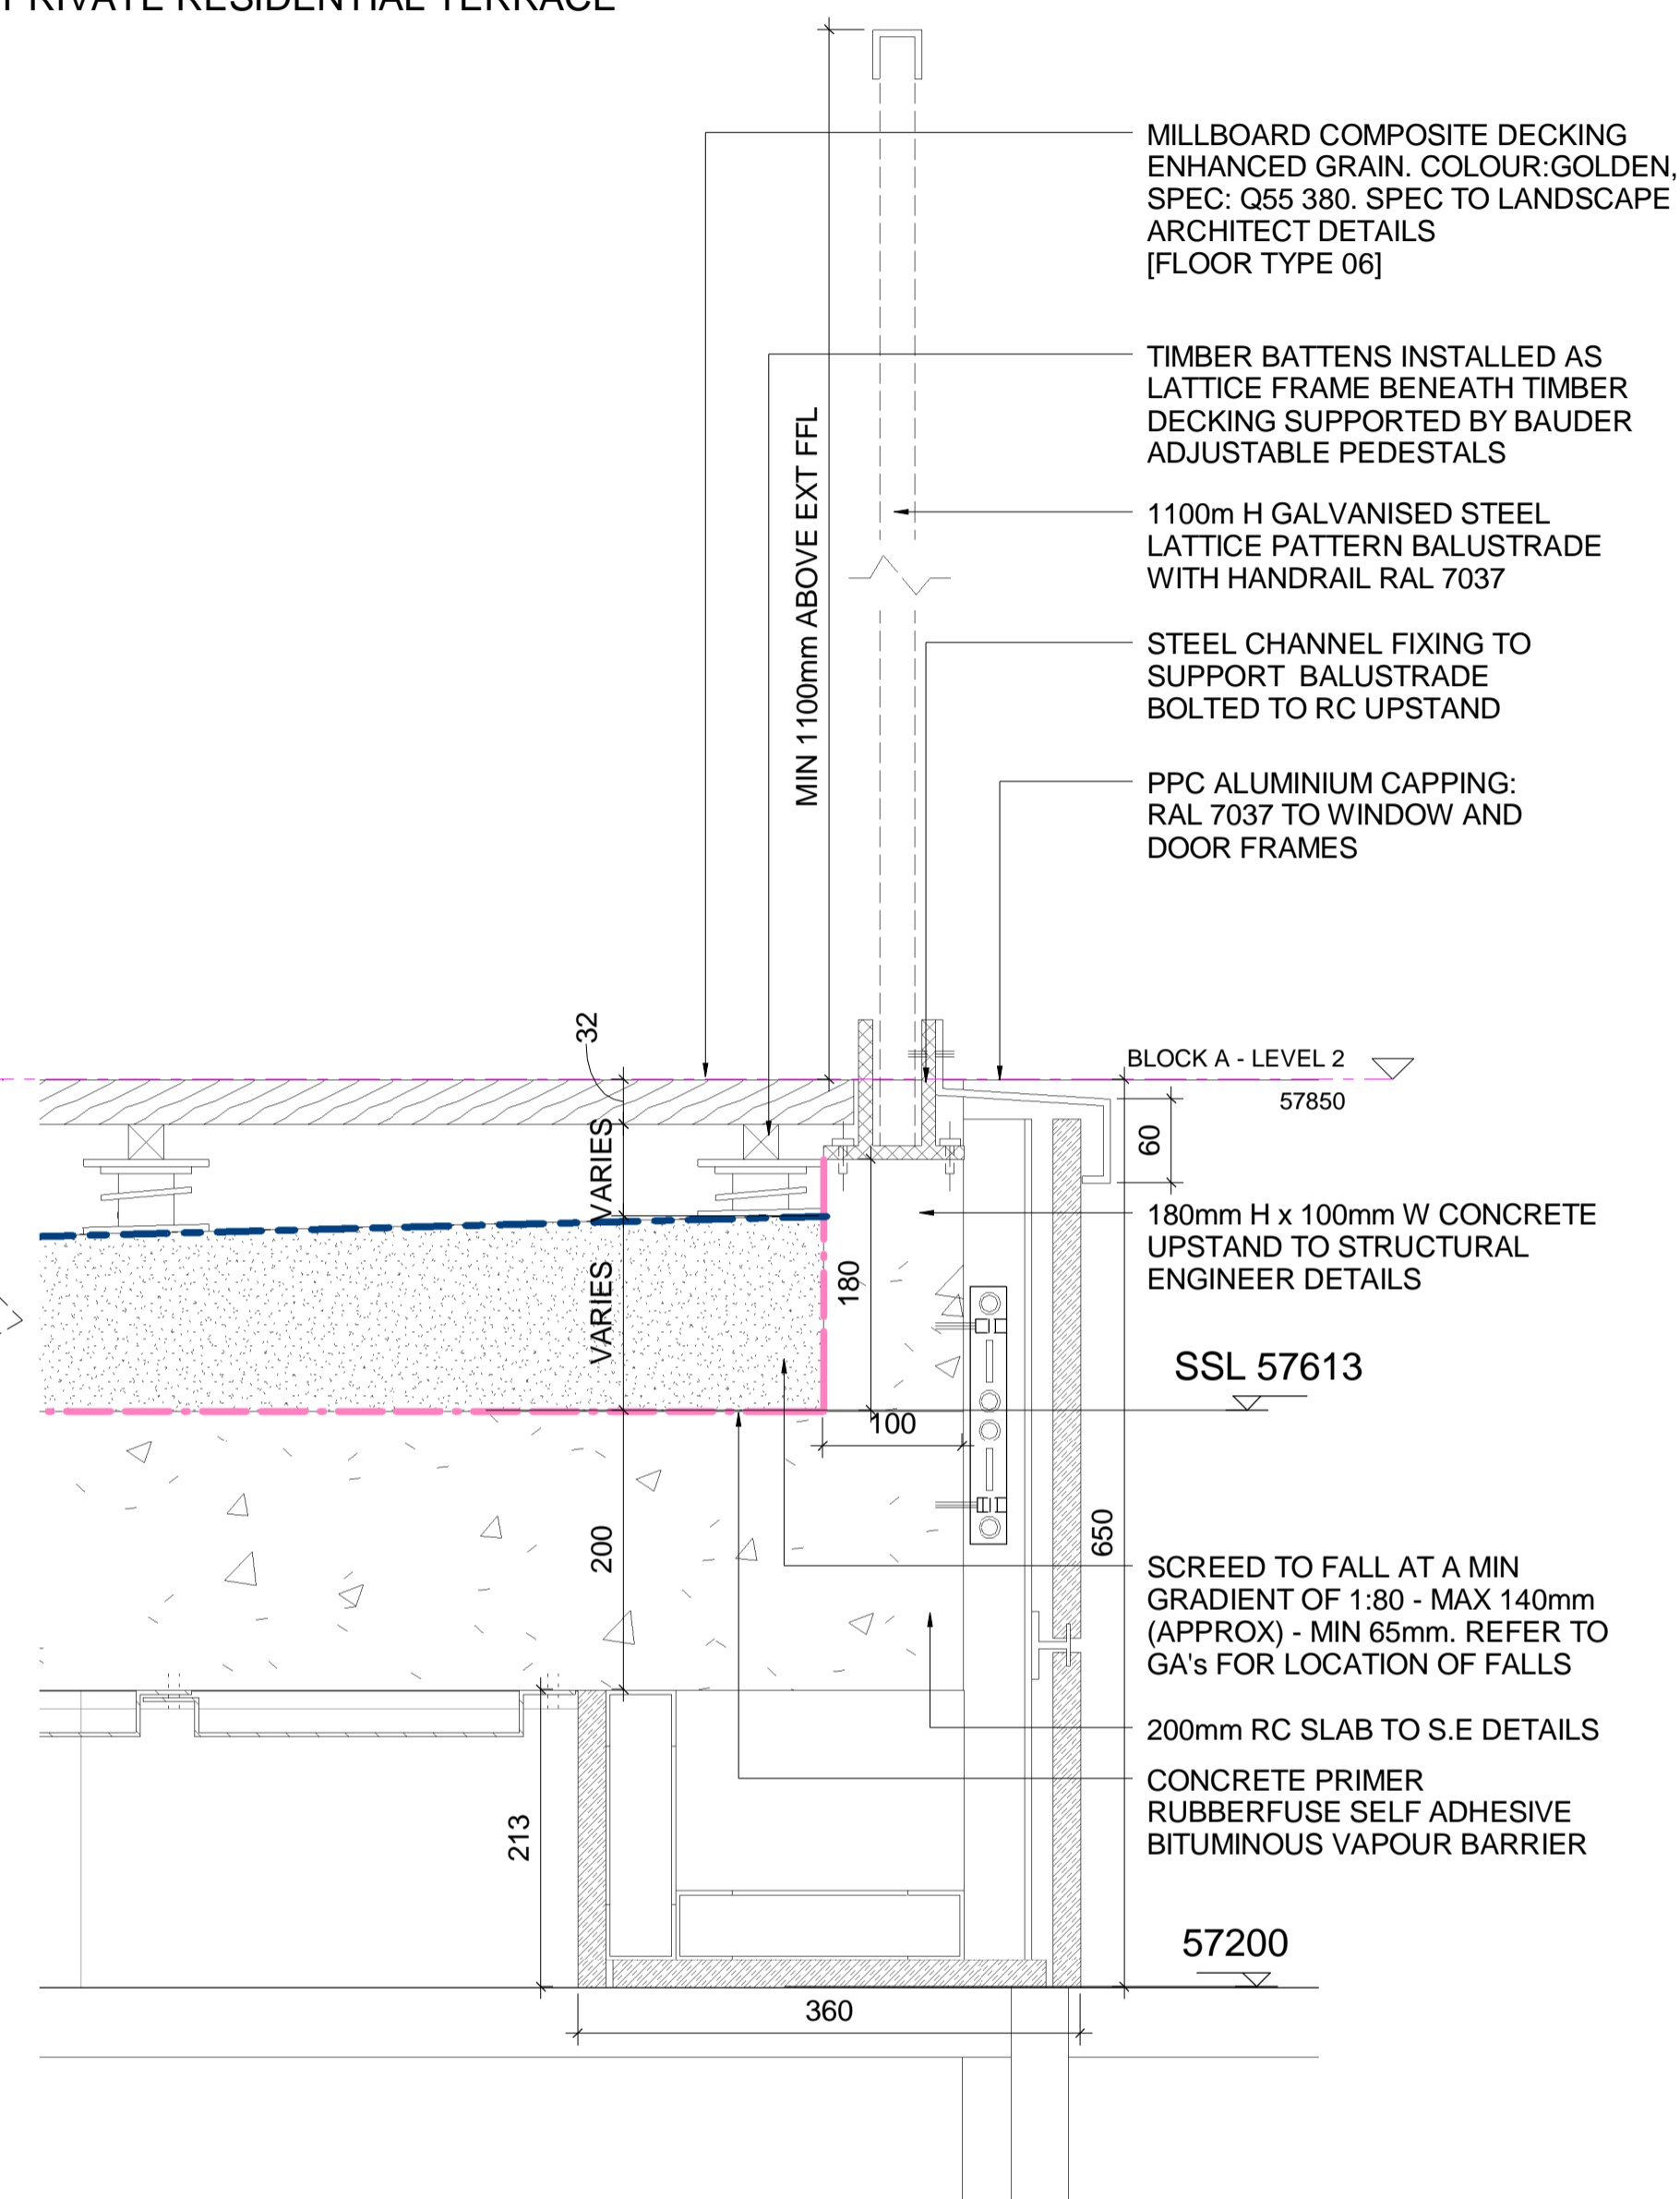 PRIVATE RESIDENTIAL TERRACE
MILLBOARD COMPOSITE DECKING
ENHANCED GRAIN. COLOUR:GOLDEN,
SPEC: Q55 380. SPEC TO LANDSCAPE
ARCHITECT DETAILS
[FLOOR TYPE 06]
TIMBER BATTENS INSTALLED AS
LATTICE FRAME BENEATH TIMBER
DECKING SUPPORTED BY BAUDER
ADJUSTABLE PEDESTALS
MIN 1100mm ABOVE EXT FFL
1100m H GALVANISED STEEL
LATTICE PATTERN BALUSTRADE
WITH HANDRAIL RAL 7037
STEEL CHANNEL FIXING TO
SUPPORT BALUSTRADE
BOLTED TO RC UPSTAND
PPC ALUMINIUM CAPPING:
RAL 7037 TO WINDOW AND
DOOR FRAMES
32
BLOCK A - LEVEL 2
57850
60
VARIES
180mm H x 100mm W CONCRETE
UPSTAND TO STRUCTURAL
ENGINEER DETAILS
VARIES
180
SSL 57613
100
200
650
SCREED TO FALL AT A MIN
GRADIENT OF 1:80 - MAX 140mm
(APPROX) - MIN 65mm. REFER TO
GA's FOR LOCATION OF FALLS
200mm RC SLAB TO S.E DETAILS
CONCRETE PRIMER
RUBBERFUSE SELF ADHESIVE
BITUMINOUS VAPOUR BARRIER
213
57200
360